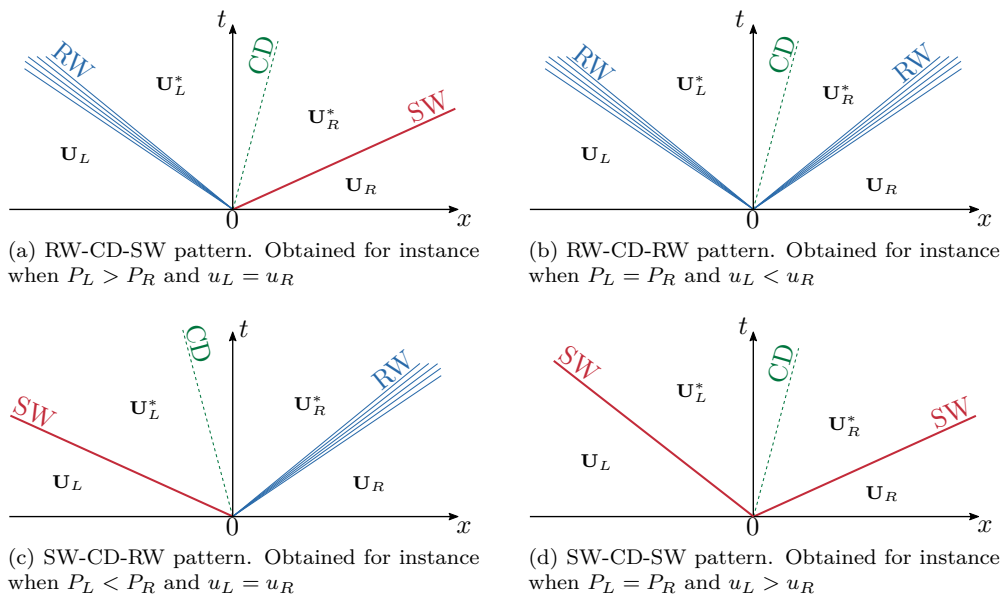 t
RW
CD
U*L
U*R
SW
UL
UR
0
x
(a) RW-CD-SW pattern. Obtained for instance
when PL > PR and uL = uR
t
RW
CD
RW
U*L
U*R
UL
UR
0
x
(b) RW-CD-RW pattern. Obtained for instance
when PL = PR and uL < uR
t
CD
RW
SW
U*L
U*R
UL
UR
0
x
(c) SW-CD-RW pattern. Obtained for instance
when PL < PR and uL = uR
t
SW
CD
U*L
SW
U*R
UL
UR
0
x
(d) SW-CD-SW pattern. Obtained for instance
when PL = PR and uL > uR